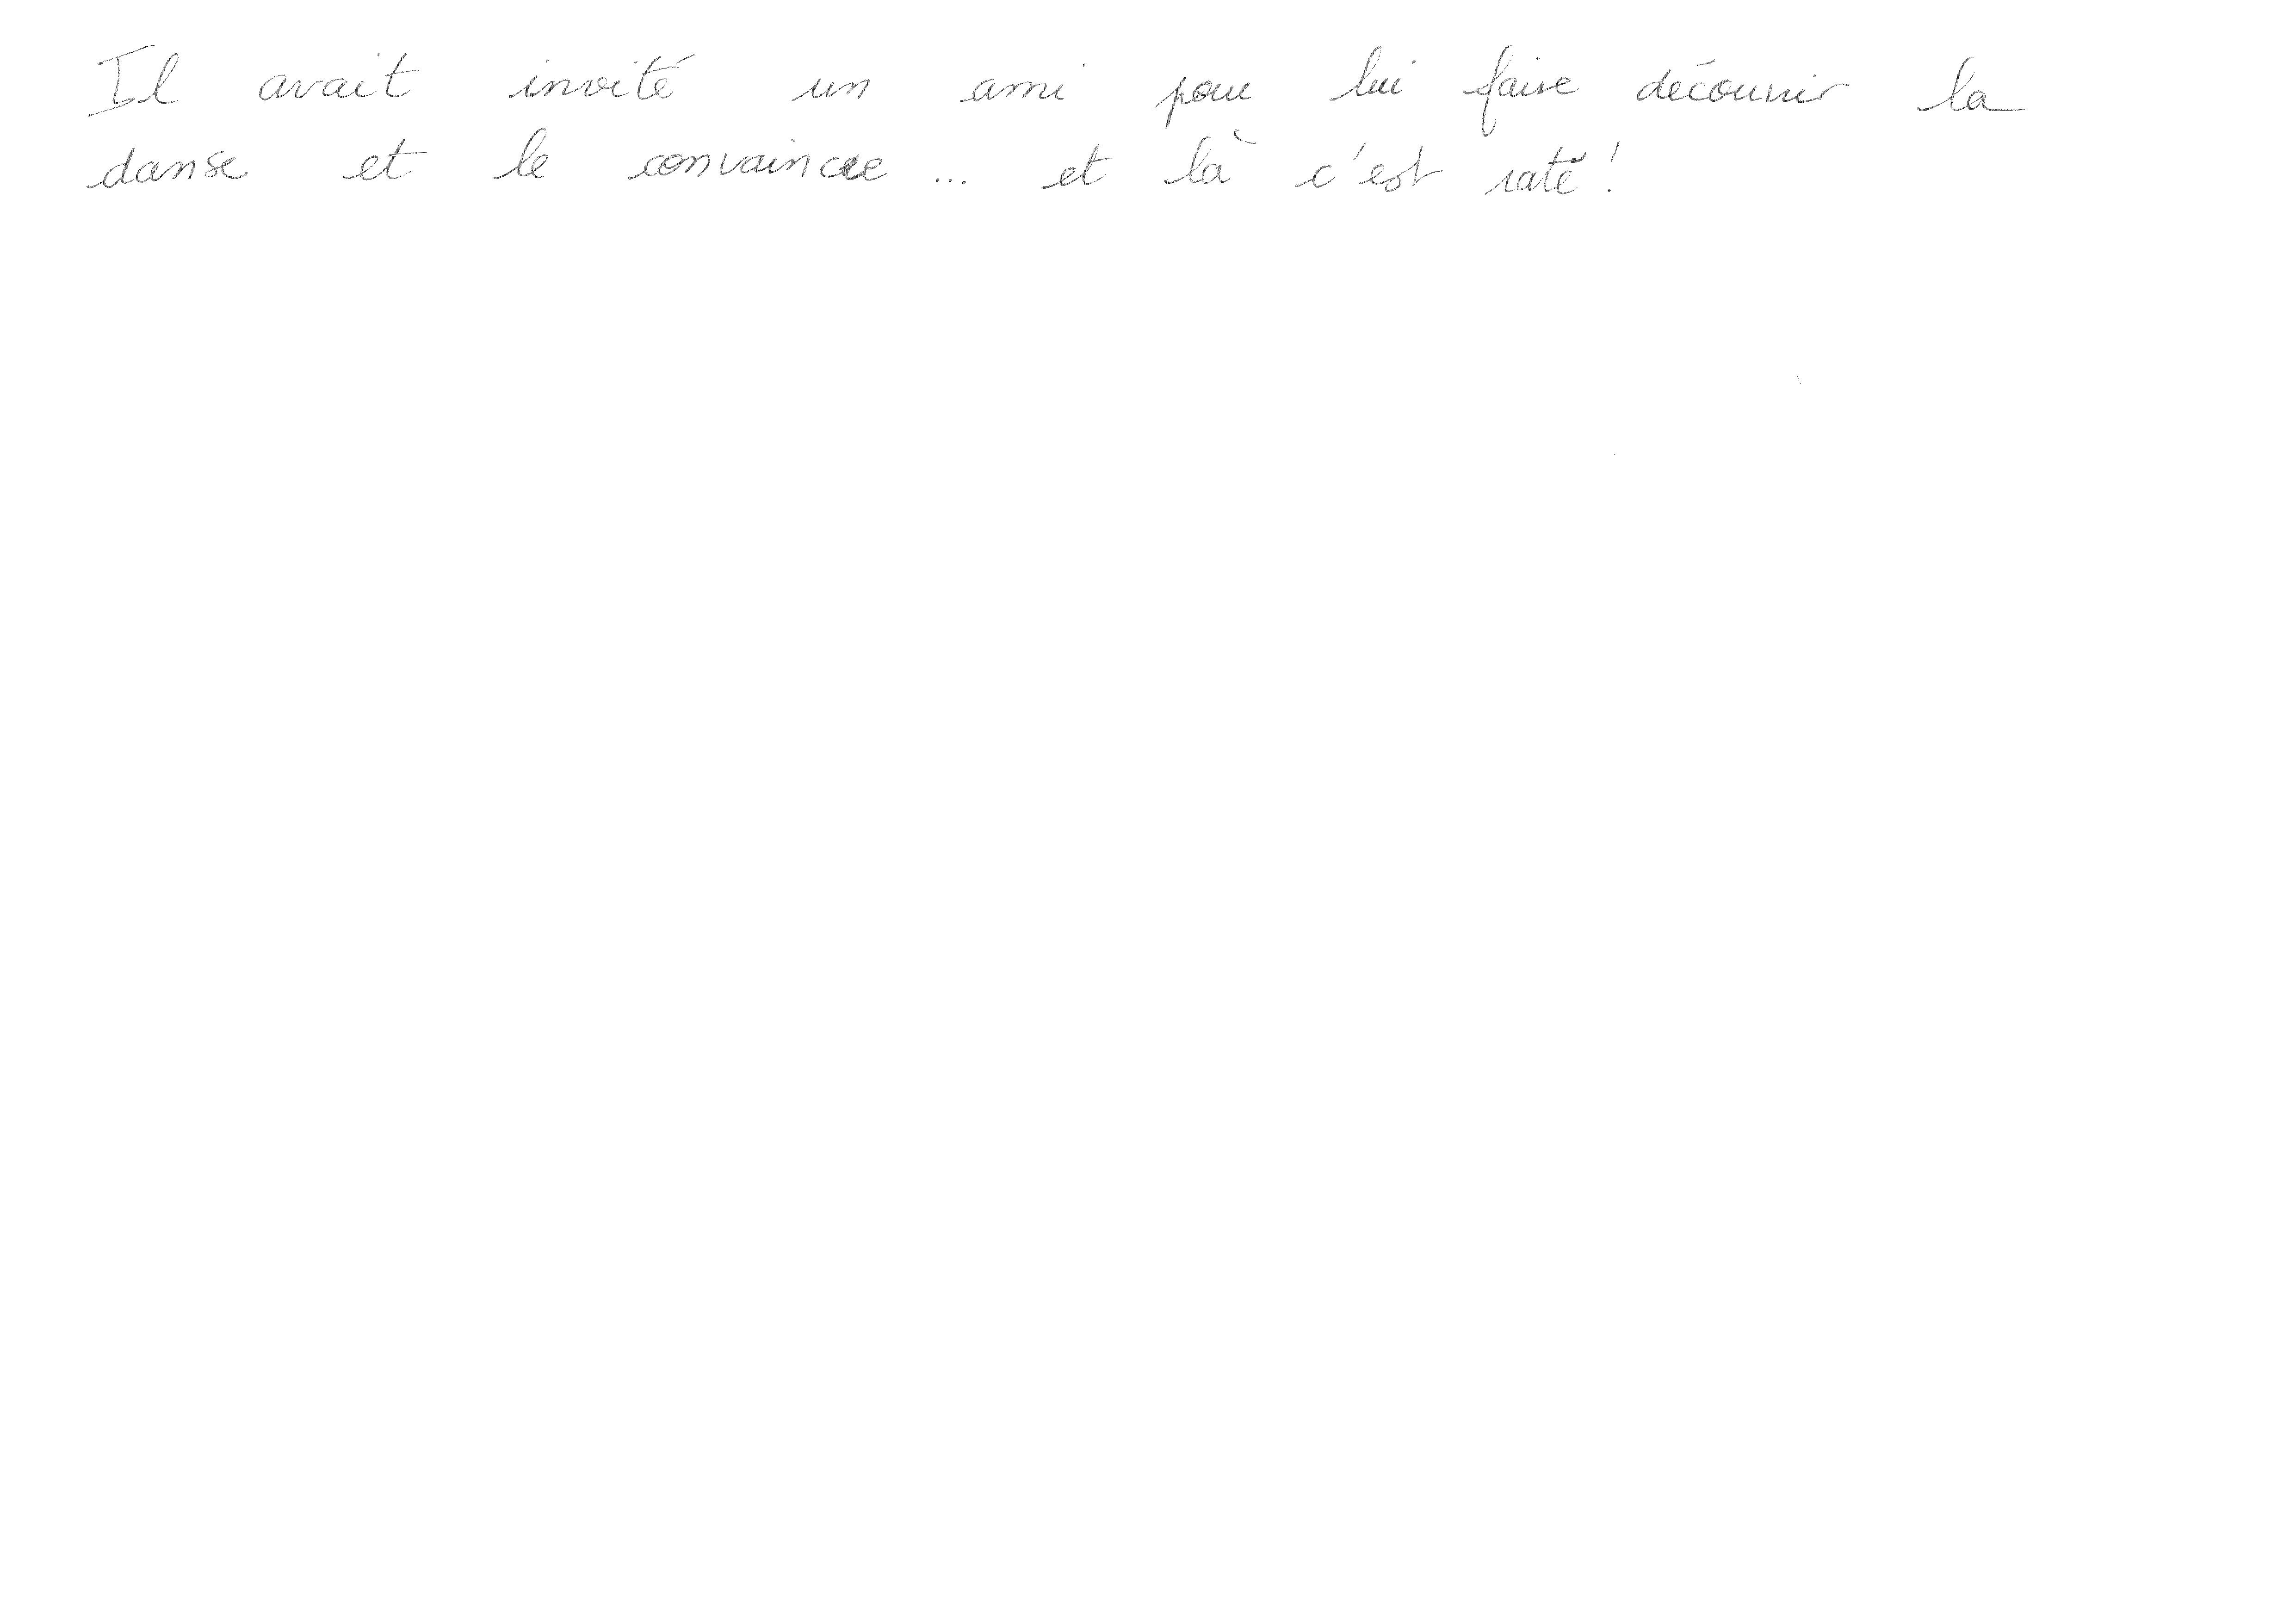 Il avait invité un ami pour lui faire découvrir la
danse et le convaincre ... et là c'est raté !